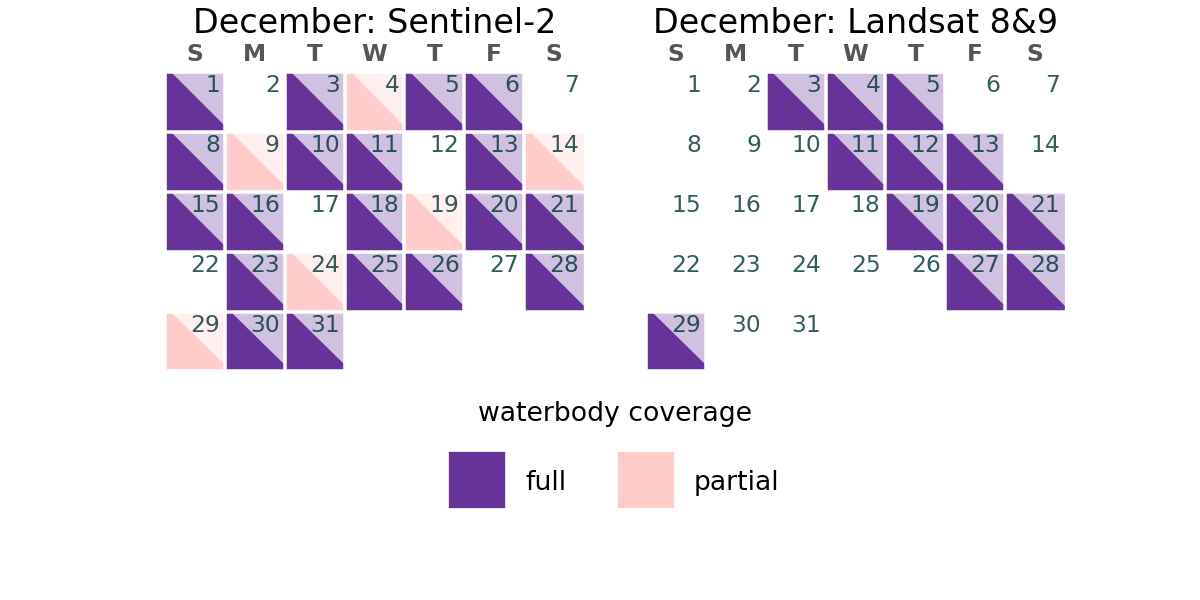 December: Sentinel-2
S M T W T F S
1 2 3 4 5 6 7
8 9 10 11 12 13 14
15 16 17 18 19 20 21
22 23 24 25 26 27 28
29 30 31
December: Landsat 8&9
S M T W T F S
1 2 3 4 5 6 7
8 9 10 11 12 13 14
15 16 17 18 19 20 21
22 23 24 25 26 27 28
29 30 31
waterbody coverage
full
partial